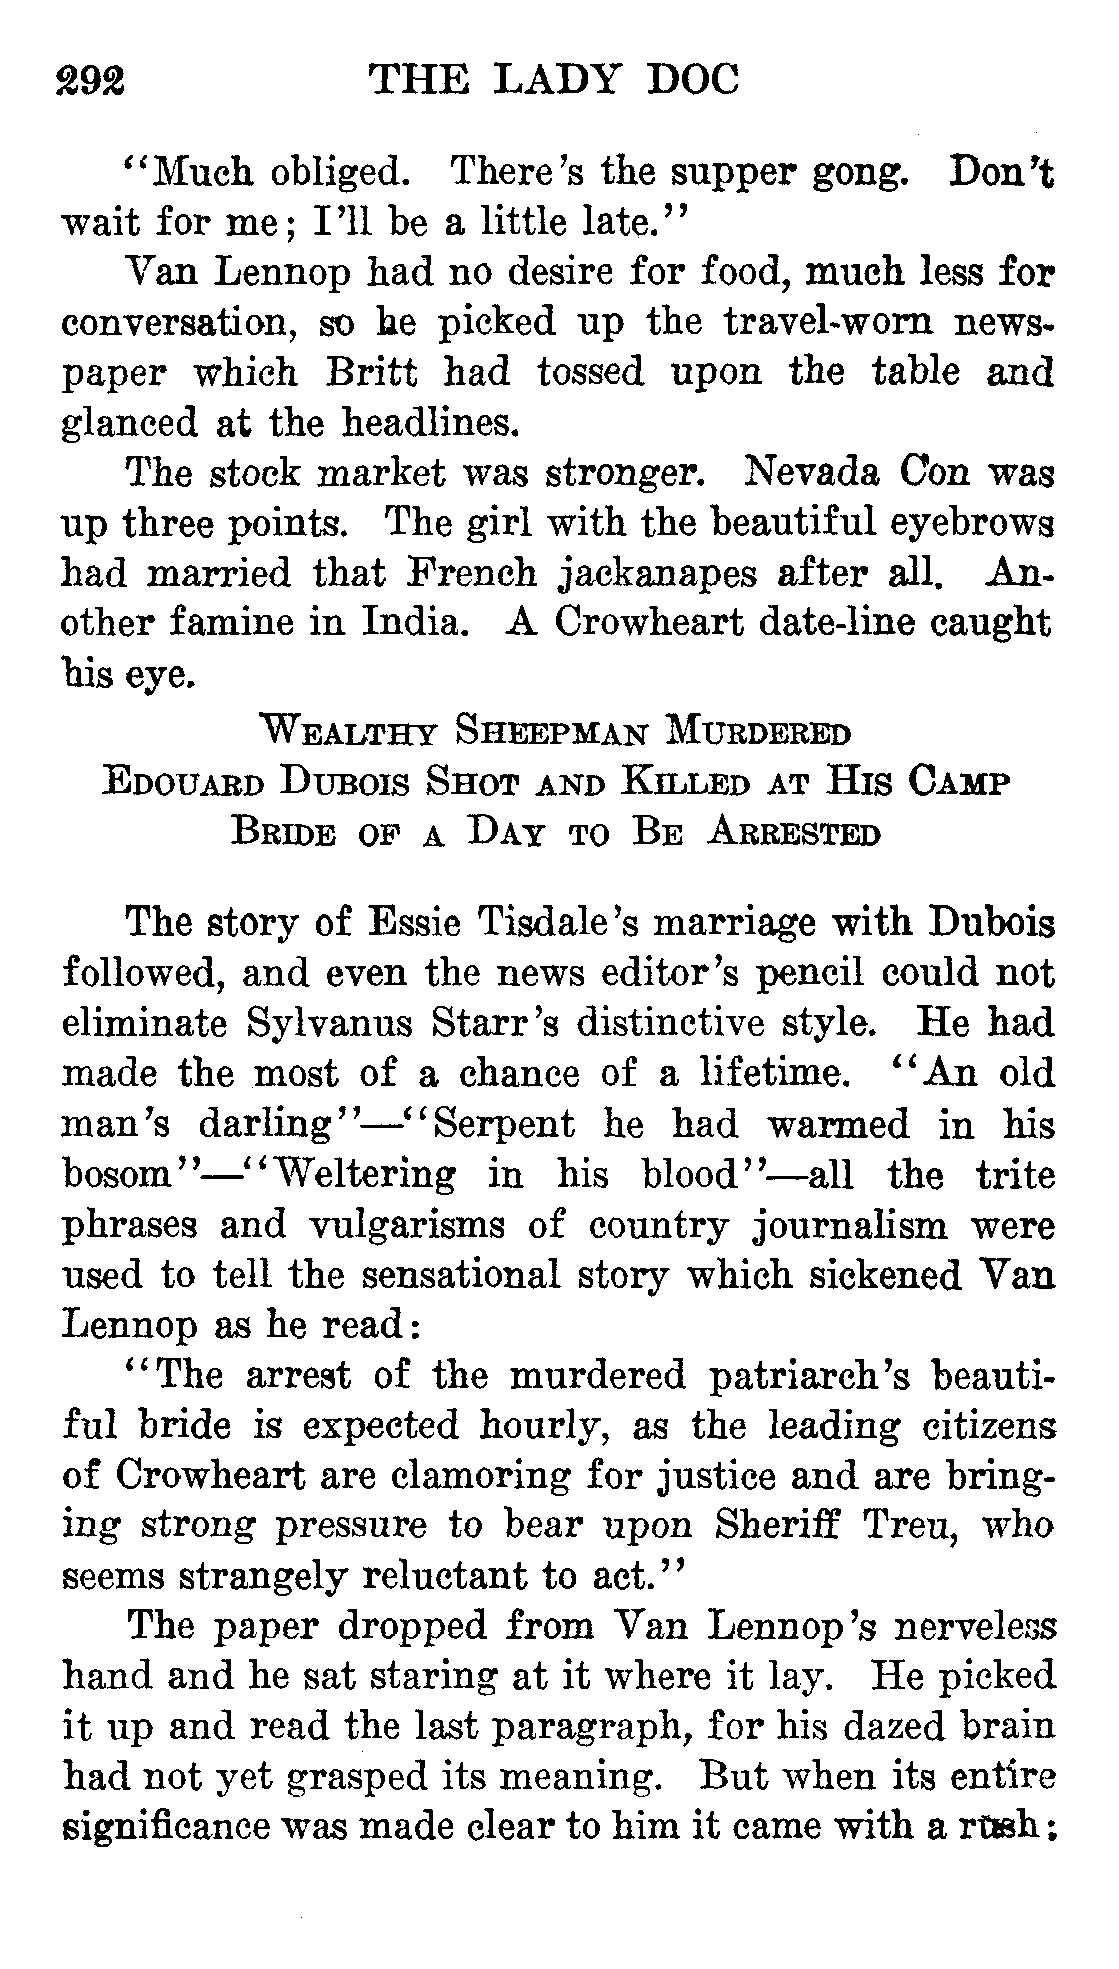 292 THE LADY DOC
"Much obliged. There's the supper gong. Don't
wait for me; I'll be a little late."
Van Lennop had no desire for food, much less for
conversation, so he picked up the travel-worn news-
paper which Britt had tossed upon the table and
glanced at the headlines.
The stock market was stronger. Nevada Con was
up three points. The girl with the beautiful eyebrows
had married that French jackanapes after all. An-
other famine in India. A Crowheart date-line caught
his eye.
WEALTHY SHEEPMAN MURDERED
EDOUARD DUBOIS SHOT AND KILLED AT HIS CAMP
BRIDE OF A DAY TO BE ARRESTED
The story of Essie Tisdale's marriage with Dubois
followed, and even the news editor's pencil could not
eliminate Sylvanus Starr's distinctive style. He had
made the most of a chance of a lifetime. "An old
man's darling"—"Serpent he had warmed in his
bosom"—"Weltering in his blood"—all the trite
phrases and vulgarisms of country journalism were
used to tell the sensational story which sickened Van
Lennop as he read:
"The arrest of the murdered patriarch's beauti-
ful bride is expected hourly, as the leading citizens
of Crowheart are clamoring for justice and are bring-
ing strong pressure to bear upon Sheriff Treu, who
seems strangely reluctant to act."
The paper dropped from Van Lennop's nerveless
hand and he sat staring at it where it lay. He picked
it up and read the last paragraph, for his dazed brain
had not yet grasped its meaning. But when its entire
significance was made clear to him it came with a rush: